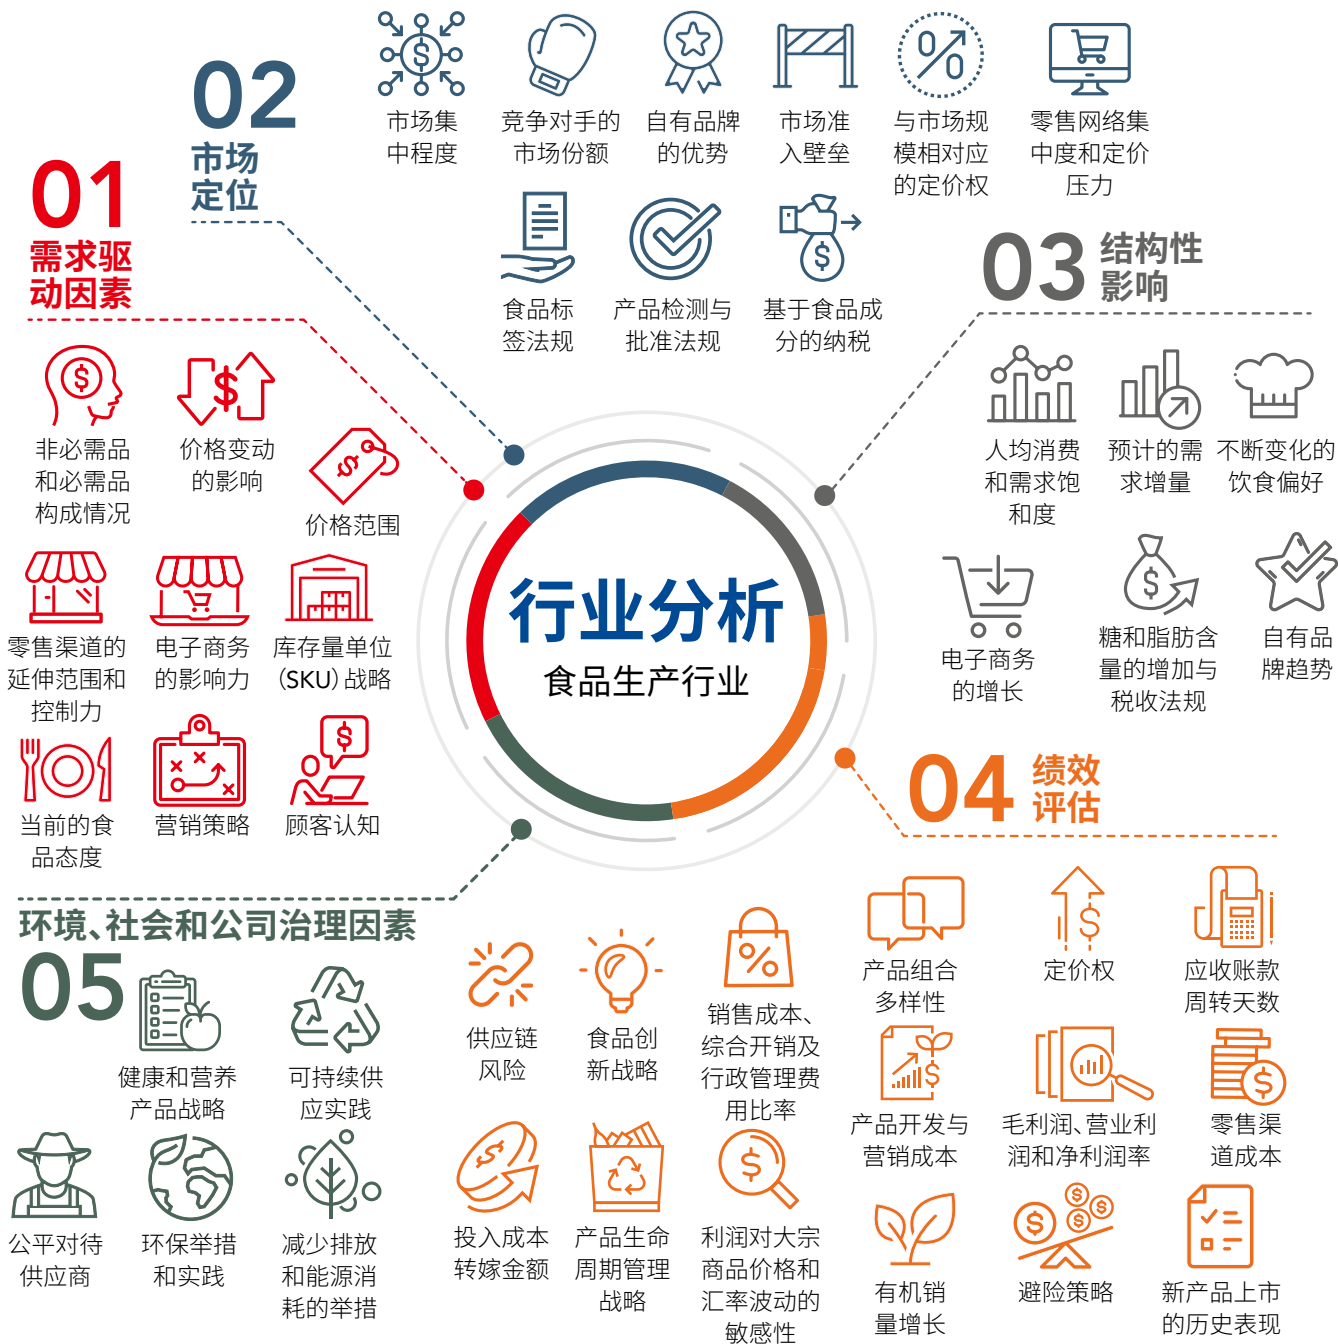 行业分析
食品生产行业
01
需求驱
动因素
非必需品
和必需品
构成情况
价格变动
的影响
价格范围
零售渠道的
延伸范围和
控制力
电子商务
的影响力
库存量单位
（SKU）战略
当前的食
品态度
营销策略
顾客认知
02
市场
定位
市场集
中程度
竞争对手的
市场份额
自有品牌
的优势
市场准
入壁垒
与市场规
模相对应
的定价权
零售网络集
中度和定价
压力
食品标
签法规
产品检测与
批准法规
基于食品成
分的纳税
03
结构性
影响
人均消费
和需求饱
和度
预计的需
求增量
不断变化的
饮食偏好
电子商务
的增长
糖和脂肪含
量的增加与
税收法规
自有品
牌趋势
04
绩效
评估
产品组合
多样性
定价权
应收账款
周转天数
供应链
风险
食品创
新战略
销售成本、
综合开销及
行政管理费
用比率
产品开发与
营销成本
毛利润、营业利
润和净利润率
零售渠
道成本
投入成本
转嫁金额
产品生命
周期管理
战略
利润对大宗
商品价格和
汇率波动的
敏感性
有机销
量增长
避险策略
新产品上市
的历史表现
环境、社会和公司治理因素
05
健康和营养
产品战略
可持续供
应实践
公平对待
供应商
环保举措
和实践
减少排放
和能源消
耗的举措